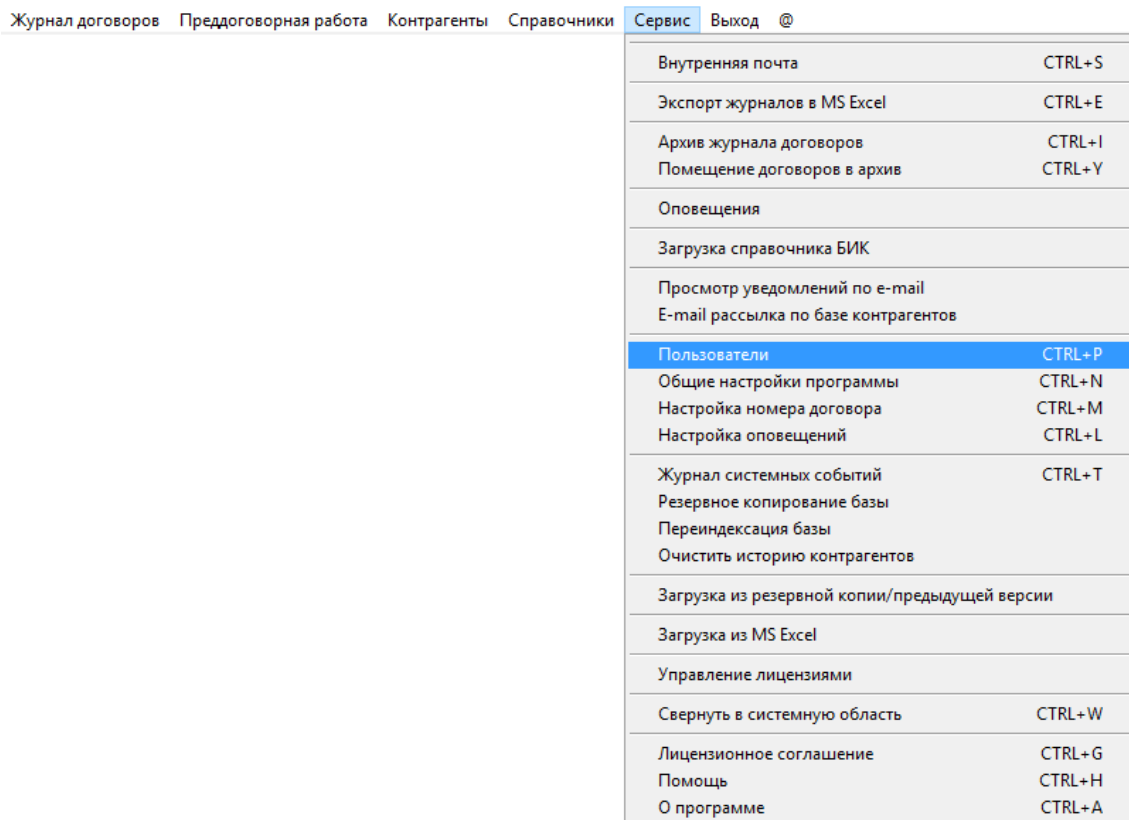 Журнал договоров Преддоговорная работа Контрагенты Справочники Сервис Выход @
Внутренняя почта CTRL+S
Экспорт журналов в MS Excel CTRL+E
Архив журнала договоров CTRL+I
Помещение договоров в архив CTRL+Y
Оповещения
Загрузка справочника БИК
Просмотр уведомлений по e-mail
E-mail рассылка по базе контрагентов
Пользователи CTRL+P
Общие настройки программы CTRL+N
Настройка номера договора CTRL+M
Настройка оповещений CTRL+L
Журнал системных событий CTRL+T
Резервное копирование базы
Переиндексация базы
Очистить историю контрагентов
Загрузка из резервной копии/предыдущей версии
Загрузка из MS Excel
Управление лицензиями
Свернуть в системную область CTRL+W
Лицензионное соглашение CTRL+G
Помощь CTRL+H
О программе CTRL+A